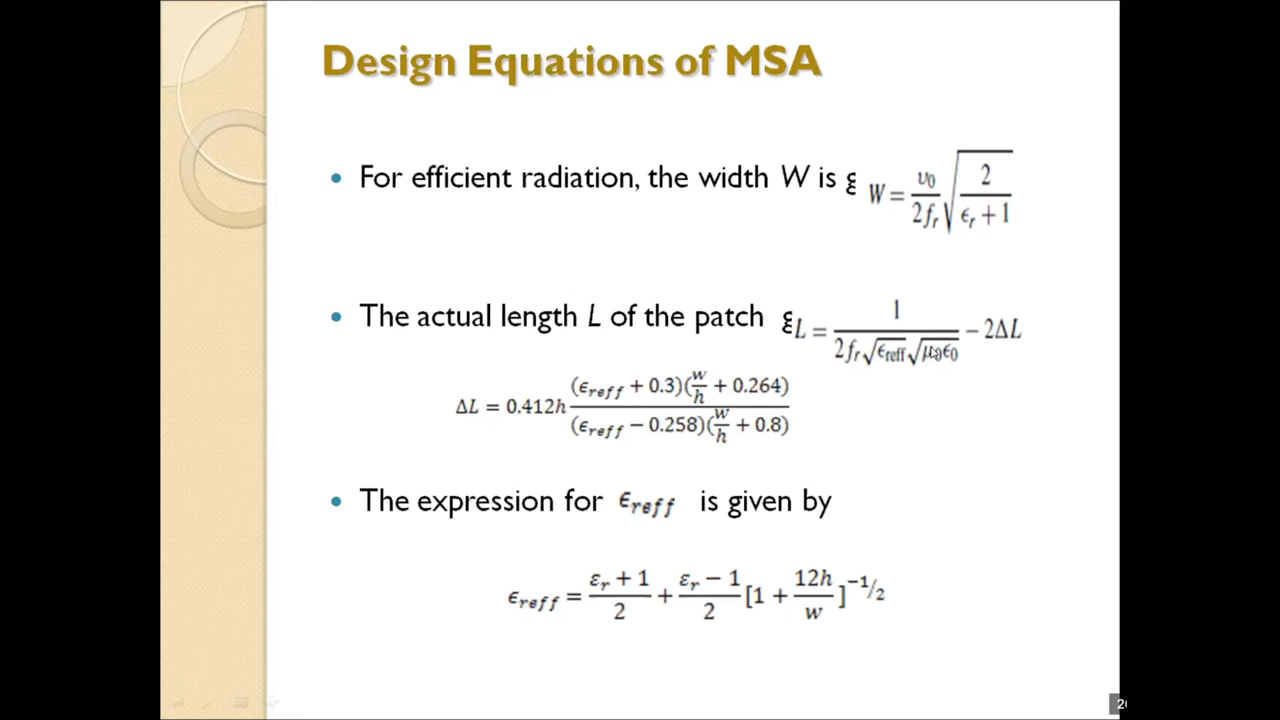 Design Equations of MSA
• For efficient radiation, the width W is W = υ0/2fr √(2/(ϵr + 1))
• The actual length L of the patch L = 1/(2fr√ϵreff√μ0ϵ0) − 2ΔL
ΔL = 0.412h (ϵreff + 0.3)(w/h + 0.264) / (ϵreff − 0.258)(w/h + 0.8)
• The expression for ϵreff is given by
ϵreff = (εr + 1)/2 + (εr − 1)/2 [1 + 12h/w]^−1/2